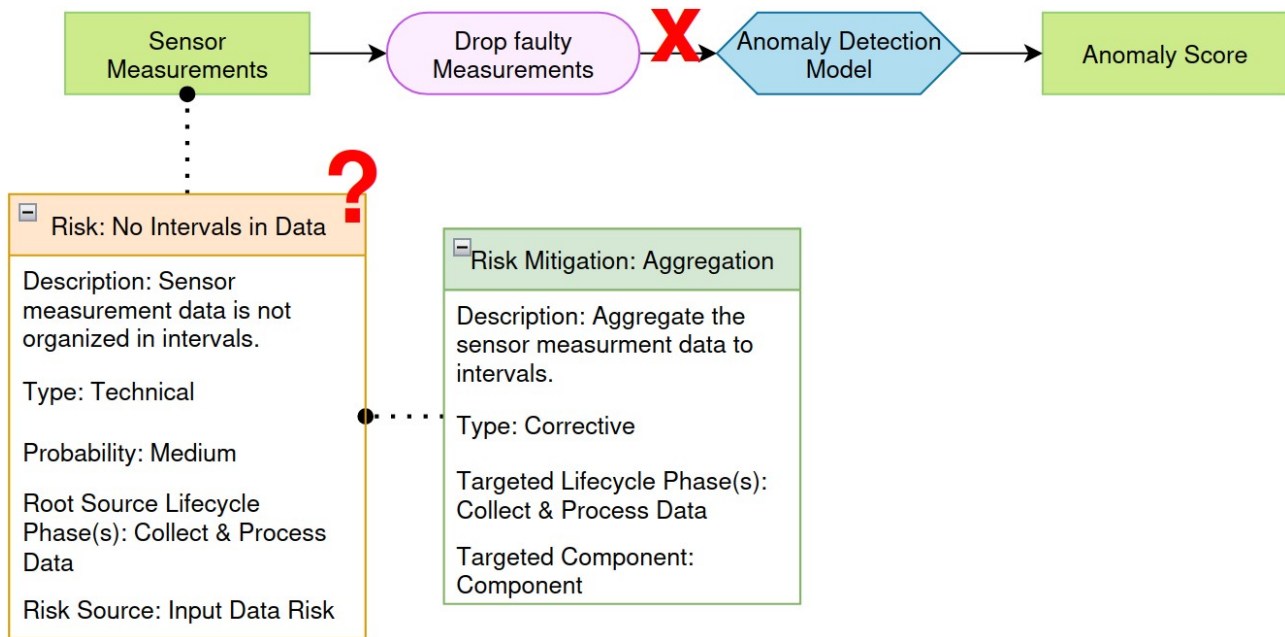 Sensor
Measurements
Drop faulty
Measurements
X
Anomaly Detection
Model
Anomaly Score
?
Risk: No Intervals in Data
Description: Sensor
measurement data is not
organized in intervals.
Type: Technical
Probability: Medium
Root Source Lifecycle
Phase(s): Collect & Process
Data
Risk Source: Input Data Risk
Risk Mitigation: Aggregation
Description: Aggregate the
sensor measurment data to
intervals.
Type: Corrective
Targeted Lifecycle Phase(s):
Collect & Process Data
Targeted Component:
Component